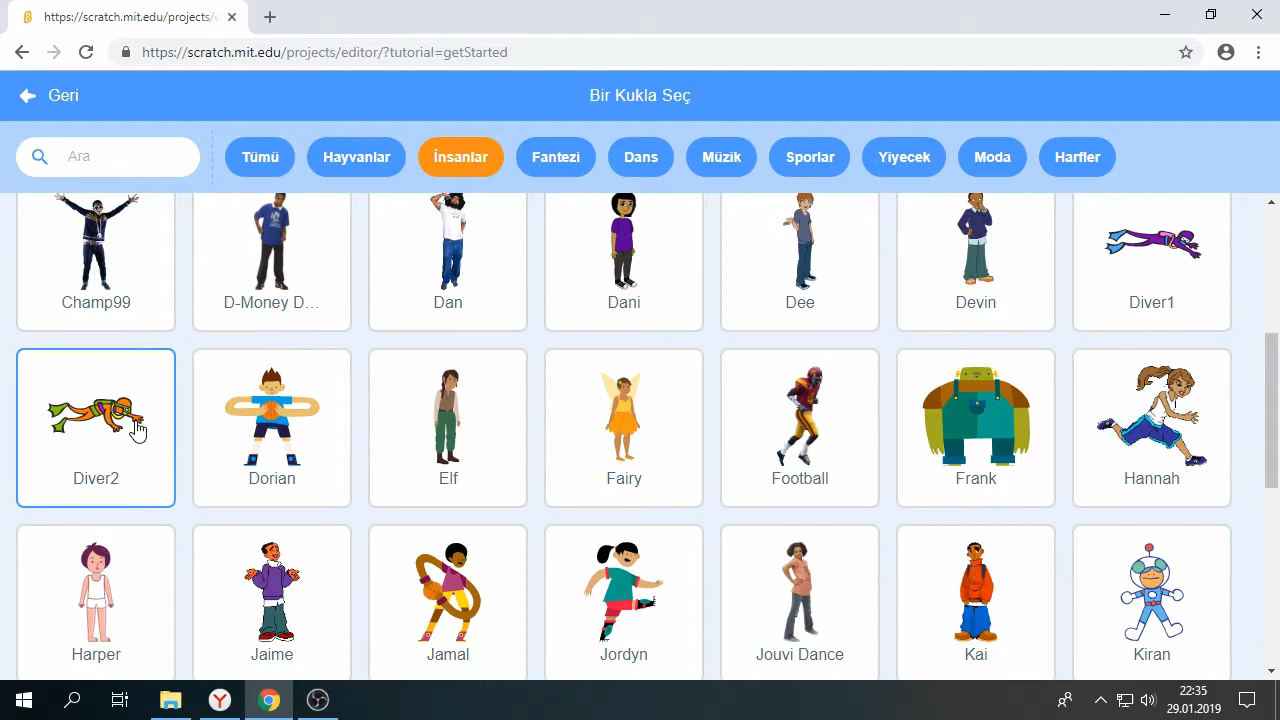 https://scratch.mit.edu/projects/e
https://scratch.mit.edu/projects/editor/?tutorial=getStarted
Geri
Bir Kukla Seç
Ara
Tümü
Hayvanlar
İnsanlar
Fantezi
Dans
Müzik
Sporlar
Yiyecek
Moda
Harfler
Champ99
D-Money D…
Dan
Dani
Dee
Devin
Diver1
Diver2
Dorian
Elf
Fairy
Football
Frank
Hannah
Harper
Jaime
Jamal
Jordyn
Jouvi Dance
Kai
Kiran
22:35
29.01.2019